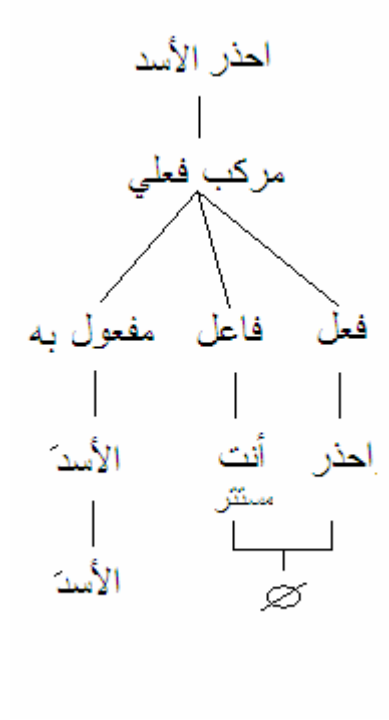 احذر الأسد
مركب فعلي
فعل فاعل مفعول به
احذر أنت الأسدَ
مستتر
الأسدَ
∅